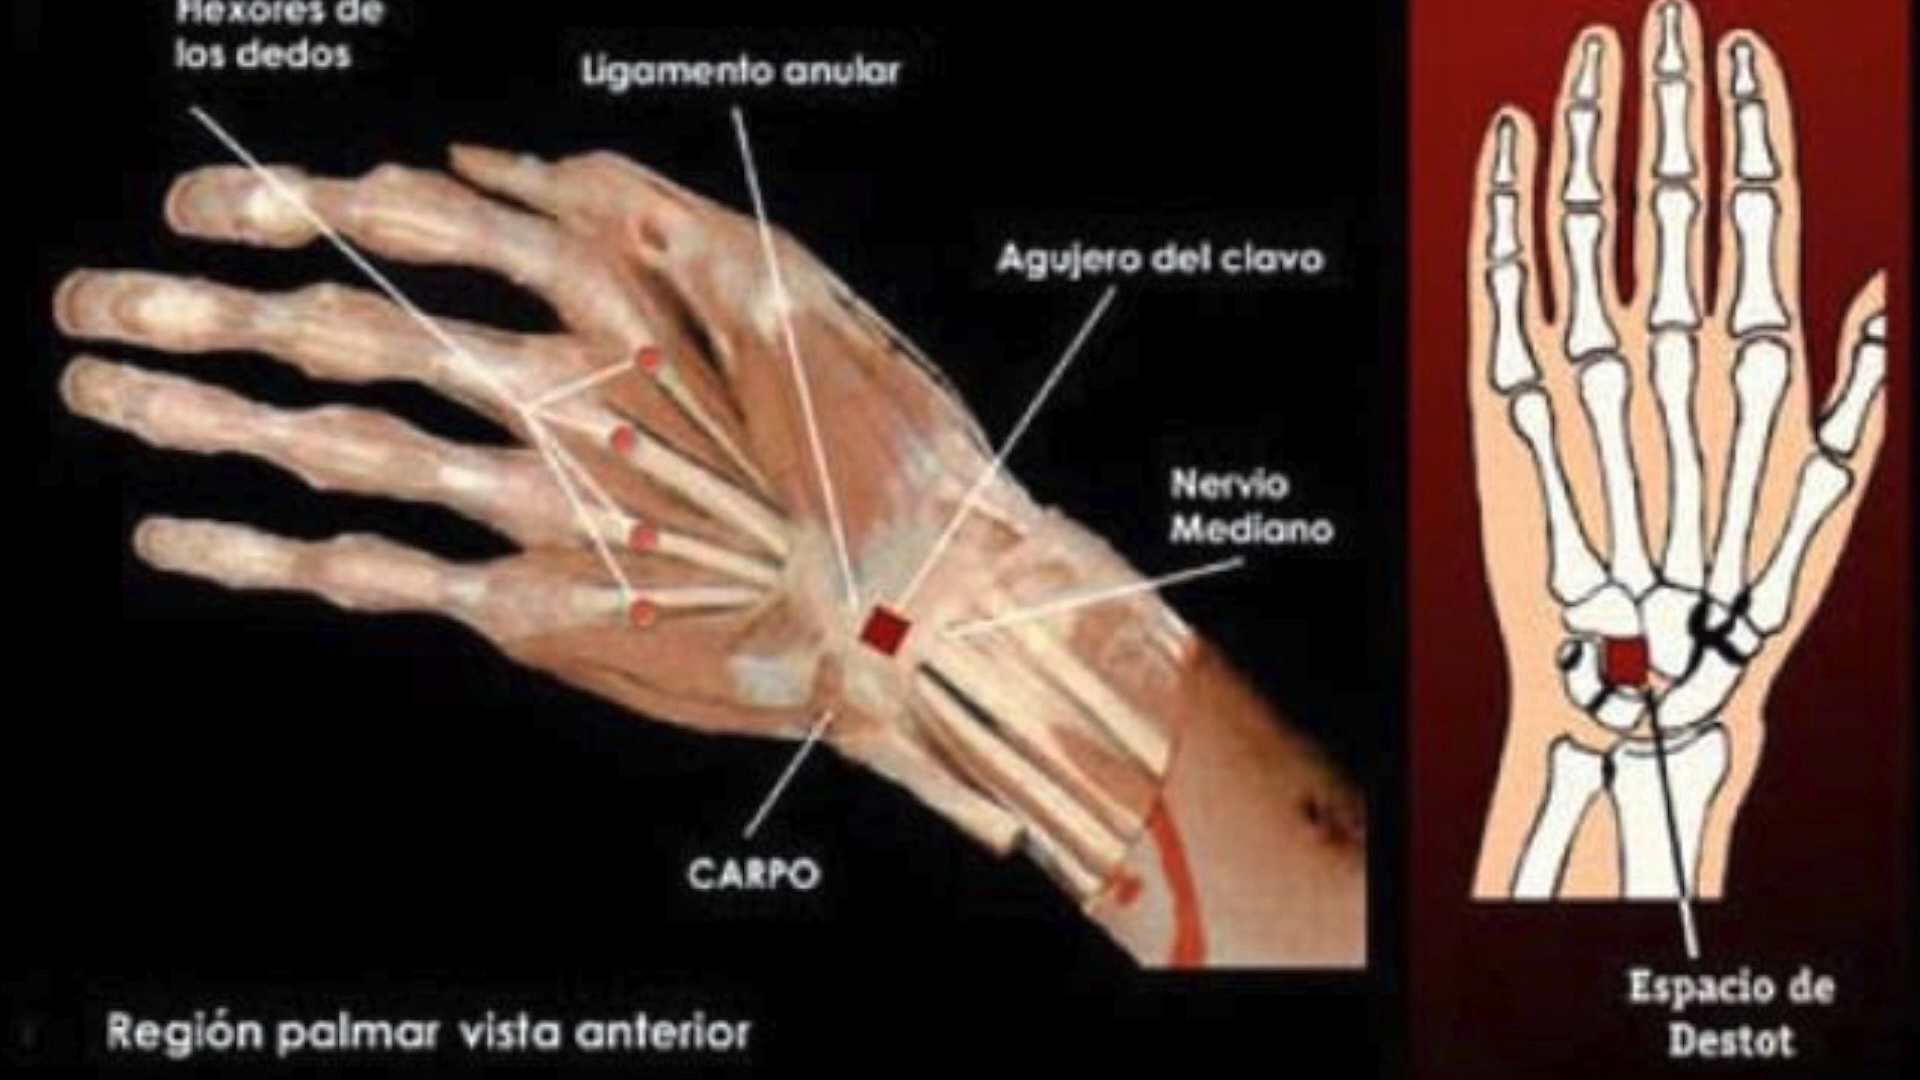 Flexores de
los dedos
Ligamento anular
Agujero del clavo
Nervio
Mediano
CARPO
Región palmar vista anterior
Espacio de
Destot